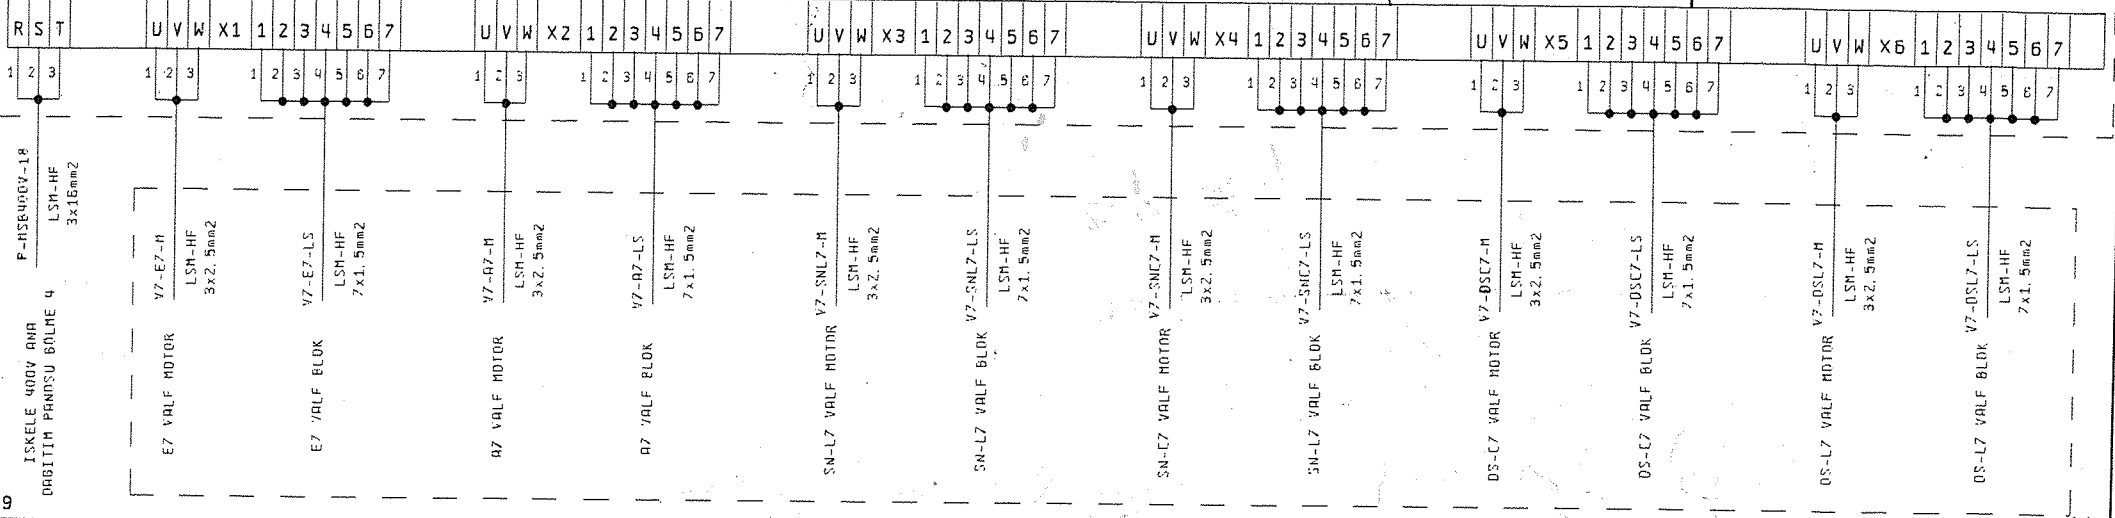 R S T U V W X1 1 2 3 4 5 6 7 U V W X2 1 2 3 4 5 6 7 U V W X3 1 2 3 4 5 6 7 U V W X4 1 2 3 4 5 6 7 U V W X5 1 2 3 4 5 6 7 U V W X6 1 2 3 4 5 6 7
1 2 3 1 2 3 1 2 3 4 5 6 7 1 2 3 1 2 3 4 5 6 7 1 2 3 1 2 3 4 5 6 7 1 2 3 1 2 3 4 5 6 7 1 2 3 1 2 3 4 5 6 7 1 2 3 1 2 3 4 5 6 7
P-MSB400V-18
LSM-HF
3x16mm2
ISKELE 400V ANA
DAGITIM PANOSU BOLME 4
V7-E7-M
LSM-HF
3x2.5mm2
E7 VALF MOTOR
V7-E7-LS
LSM-HF
7x1.5mm2
E7 VALF BLOK
V7-A7-M
LSM-HF
3x2.5mm2
A7 VALF MOTOR
V7-A7-LS
LSM-HF
7x1.5mm2
A7 VALF BLOK
V7-SNL7-M
LSM-HF
3x2.5mm2
SN-L7 VALF MOTOR
V7-SNL7-LS
LSM-HF
7x1.5mm2
SN-L7 VALF BLOK
V7-SNC7-M
LSM-HF
3x2.5mm2
SN-C7 VALF MOTOR
V7-SNC7-LS
LSM-HF
7x1.5mm2
SN-L7 VALF BLOK
V7-DSC7-M
LSM-HF
3x2.5mm2
DS-C7 VALF MOTOR
V7-DSC7-LS
LSM-HF
7x1.5mm2
DS-C7 VALF BLOK
V7-DSL7-M
LSM-HF
3x2.5mm2
DS-L7 VALF MOTOR
V7-DSL7-LS
LSM-HF
7x1.5mm2
DS-L7 VALF BLOK
9